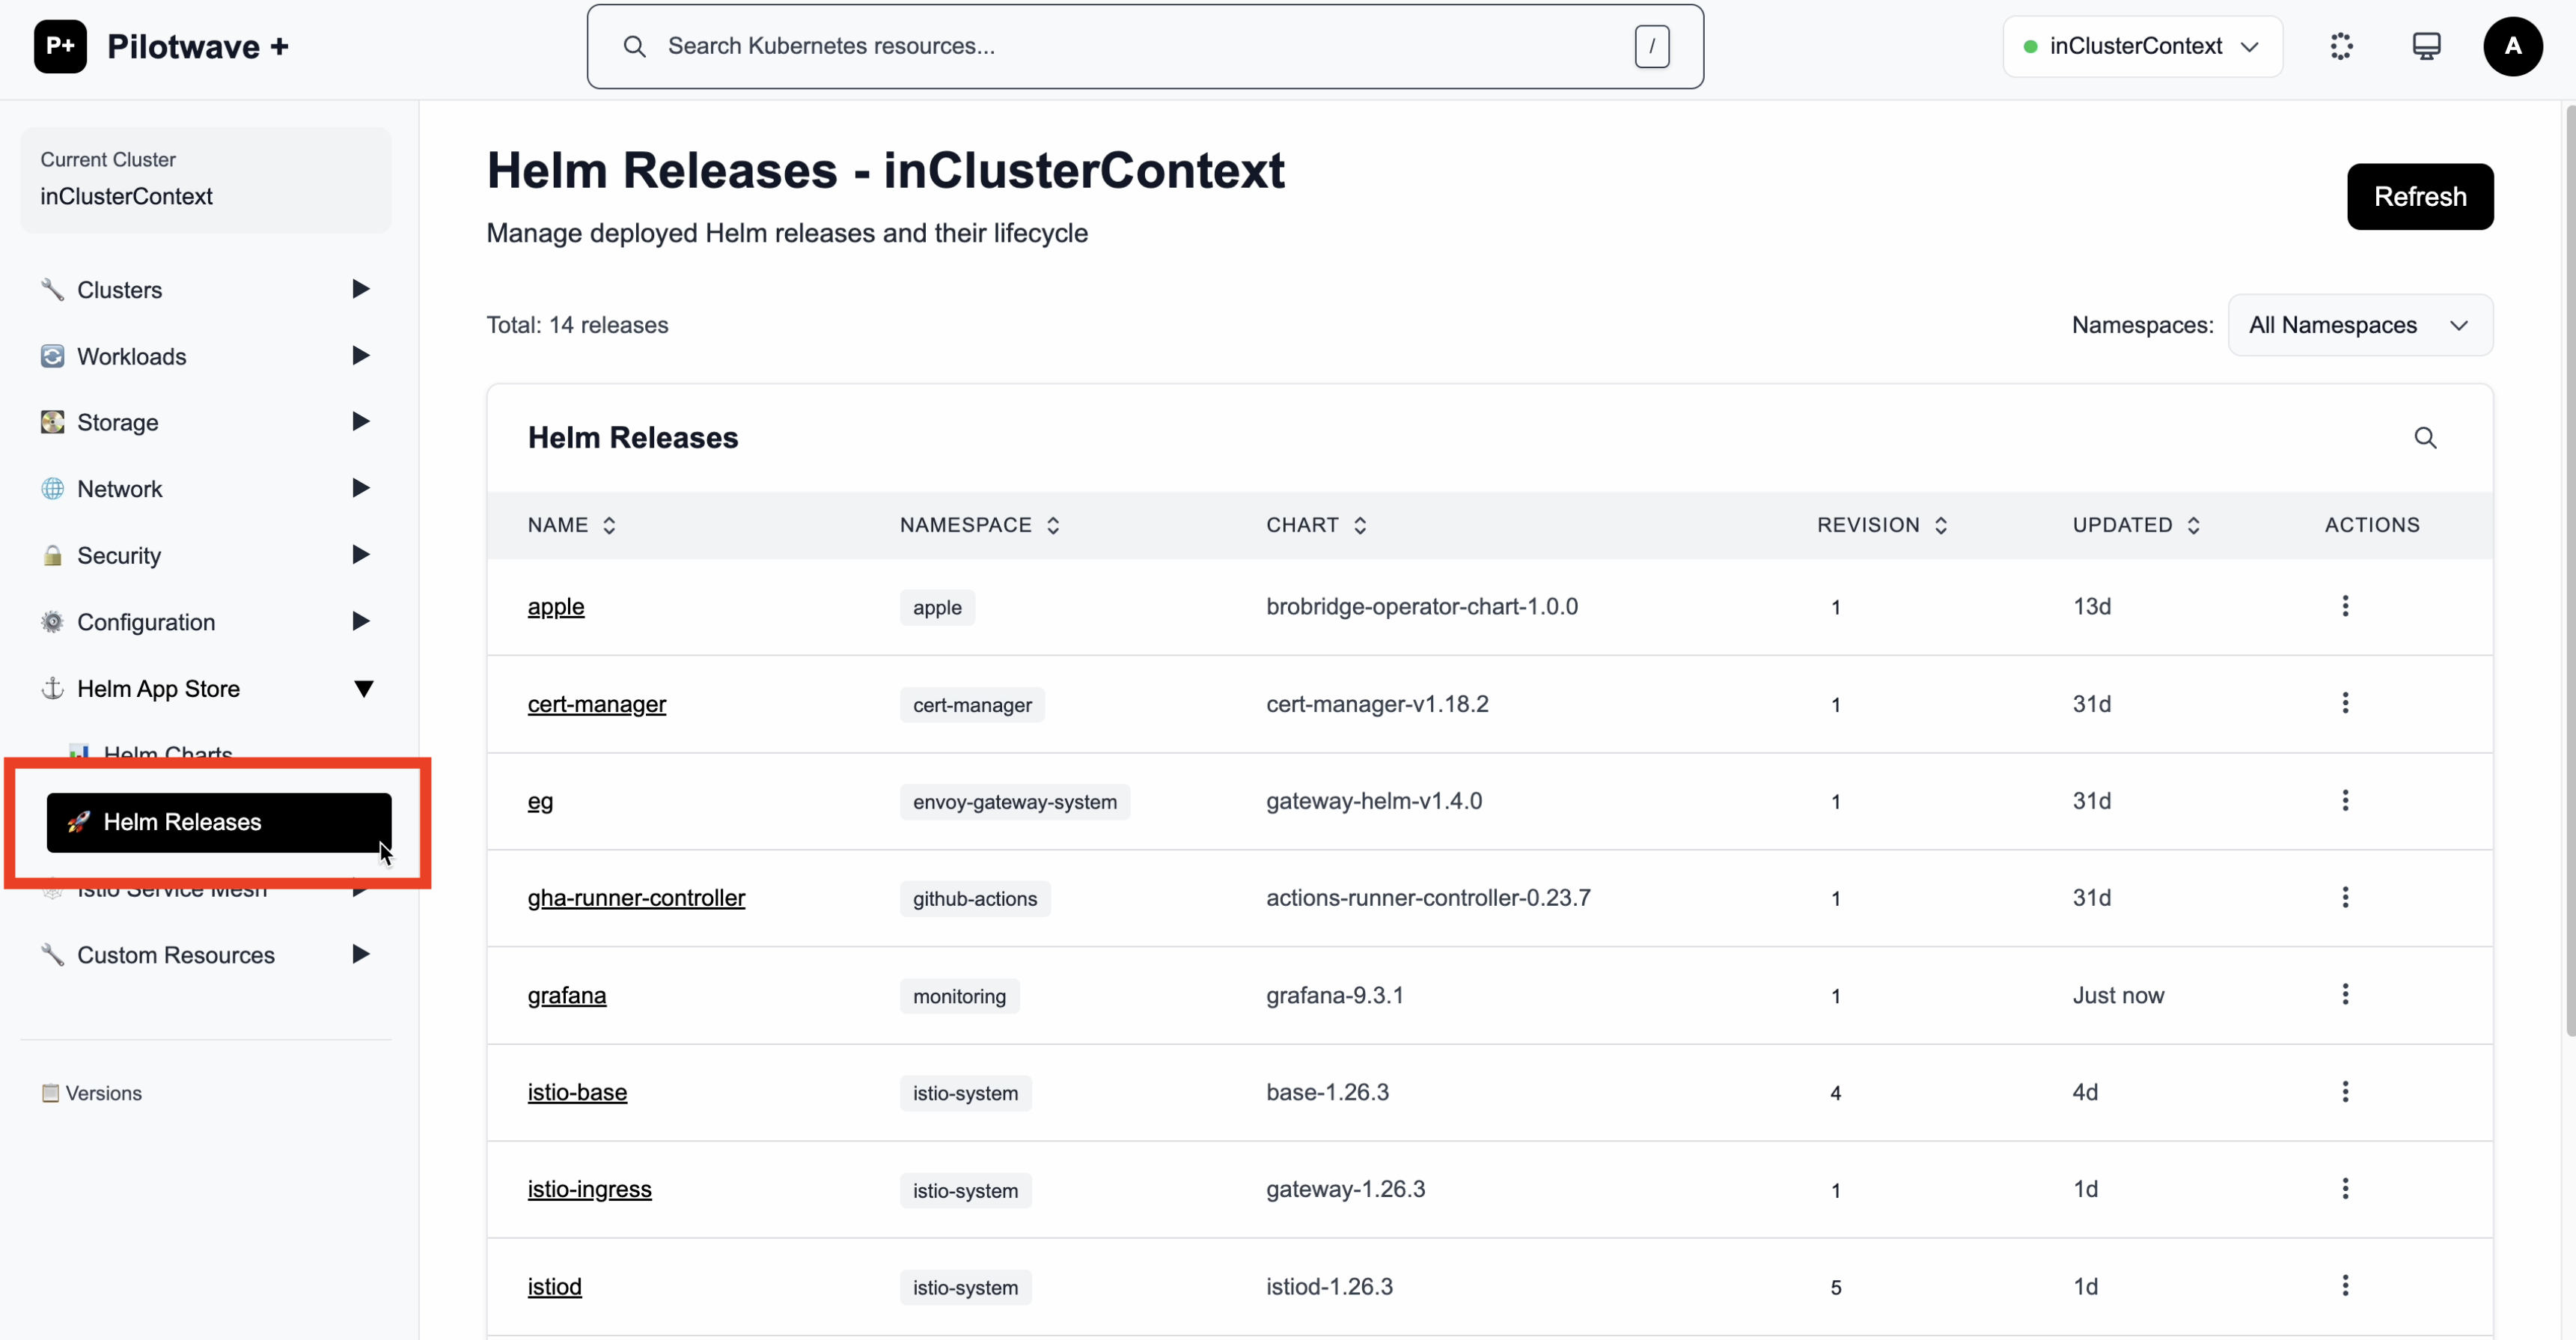 P+ Pilotwave +
Search Kubernetes resources... /
inClusterContext
A
Current Cluster
inClusterContext
Clusters
Workloads
Storage
Network
Security
Configuration
Helm App Store
Helm Charts
Helm Releases
Istio Service Mesh
Custom Resources
Versions
Helm Releases - inClusterContext
Manage deployed Helm releases and their lifecycle
Refresh
Total: 14 releases
Namespaces: All Namespaces
Helm Releases
NAME NAMESPACE CHART REVISION UPDATED ACTIONS
apple apple brobridge-operator-chart-1.0.0 1 13d
cert-manager cert-manager cert-manager-v1.18.2 1 31d
eg envoy-gateway-system gateway-helm-v1.4.0 1 31d
gha-runner-controller github-actions actions-runner-controller-0.23.7 1 31d
grafana monitoring grafana-9.3.1 1 Just now
istio-base istio-system base-1.26.3 4 4d
istio-ingress istio-system gateway-1.26.3 1 1d
istiod istio-system istiod-1.26.3 5 1d